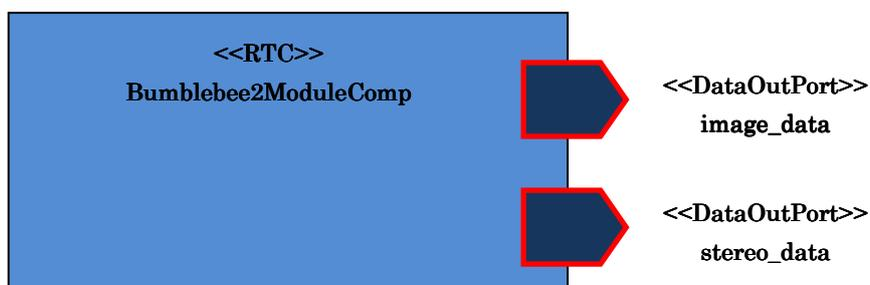 <<RTC>>
Bumblebee2ModuleComp
<<DataOutPort>>
image_data
<<DataOutPort>>
stereo_data